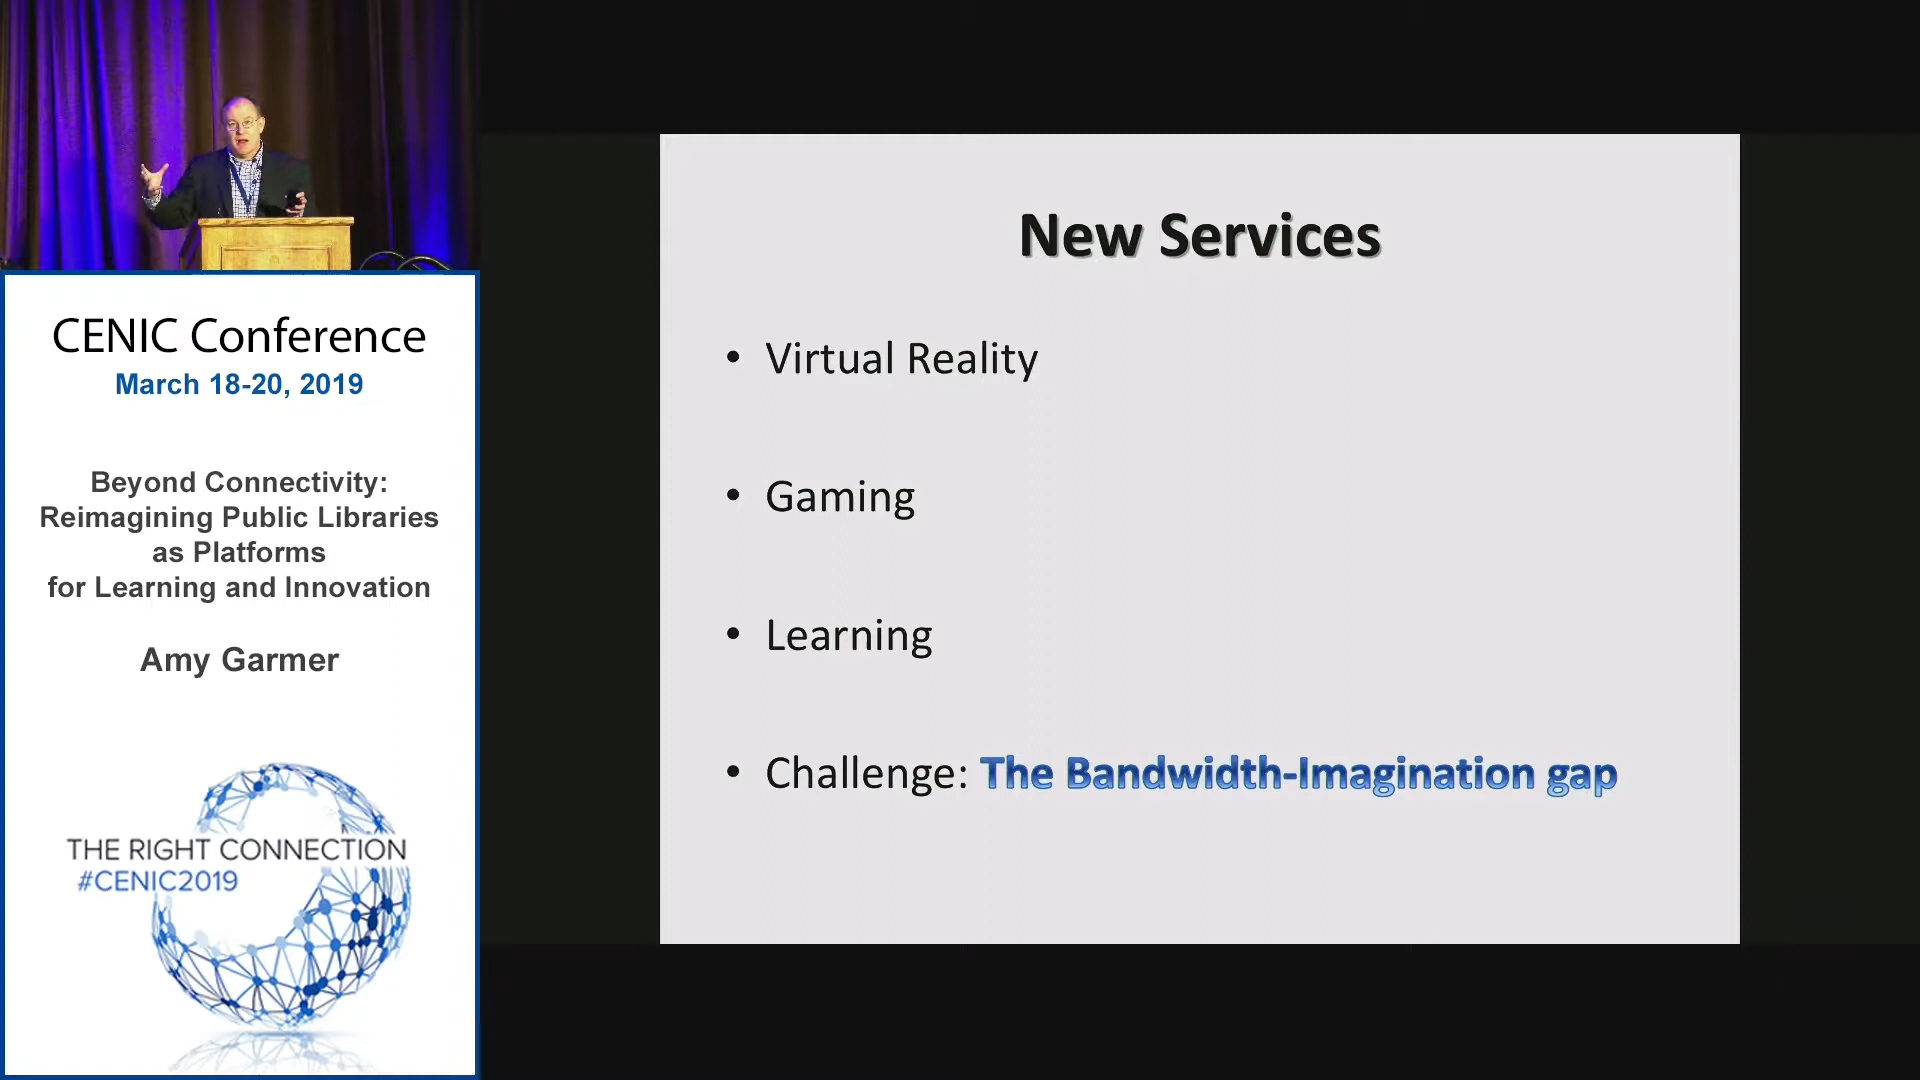 CENIC Conference
March 18-20, 2019
Beyond Connectivity:
Reimagining Public Libraries
as Platforms
for Learning and Innovation
Amy Garmer
THE RIGHT CONNECTION
#CENIC2019
New Services
• Virtual Reality
• Gaming
• Learning
• Challenge: The Bandwidth-Imagination gap